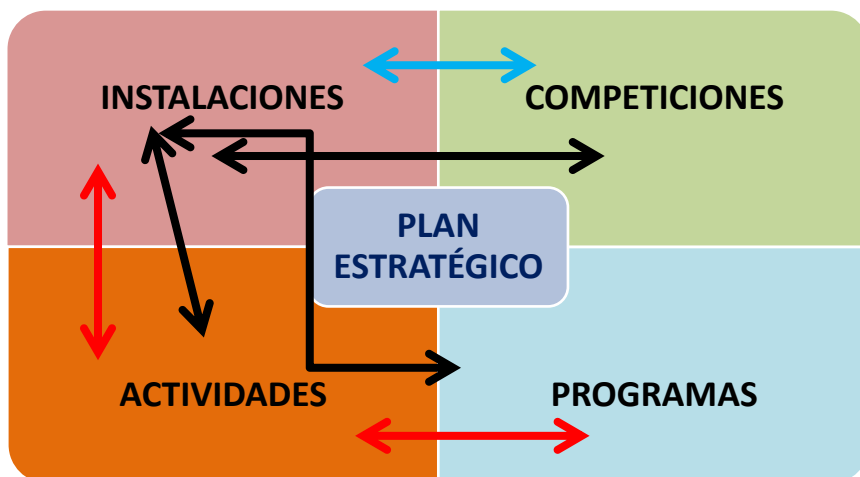 INSTALACIONES
COMPETICIONES
PLAN
ESTRATÉGICO
ACTIVIDADES
PROGRAMAS